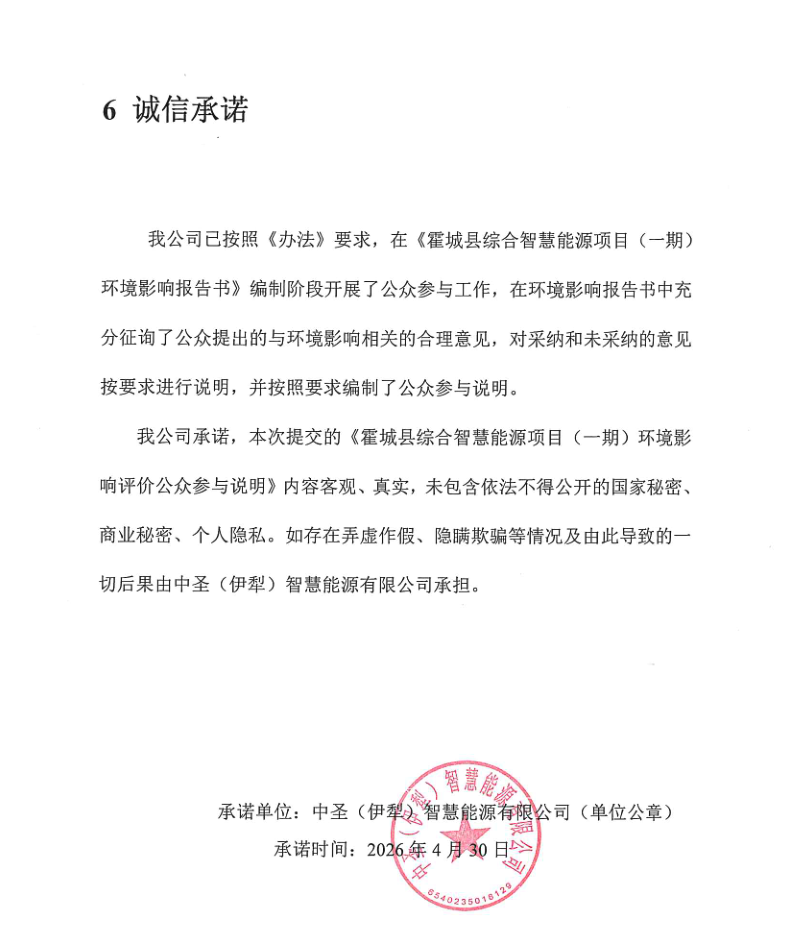 6 诚信承诺
我公司已按照《办法》要求，在《霍城县综合智慧能源项目（一期）
环境影响报告书》编制阶段开展了公众参与工作，在环境影响报告书中充
分征询了公众提出的与环境影响相关的合理意见，对采纳和未采纳的意见
按要求进行说明，并按照要求编制了公众参与说明。
我公司承诺，本次提交的《霍城县综合智慧能源项目（一期）环境影
响评价公众参与说明》内容客观、真实，未包含依法不得公开的国家秘密、
商业秘密、个人隐私。如存在弄虚作假、隐瞒欺骗等情况及由此导致的一
切后果由中圣（伊犁）智慧能源有限公司承担。
承诺单位：中圣（伊犁）智慧能源有限公司（单位公章）
承诺时间：2026 年 4 月 30 日
中圣（伊犁）智慧能源有限公司
6540235018129